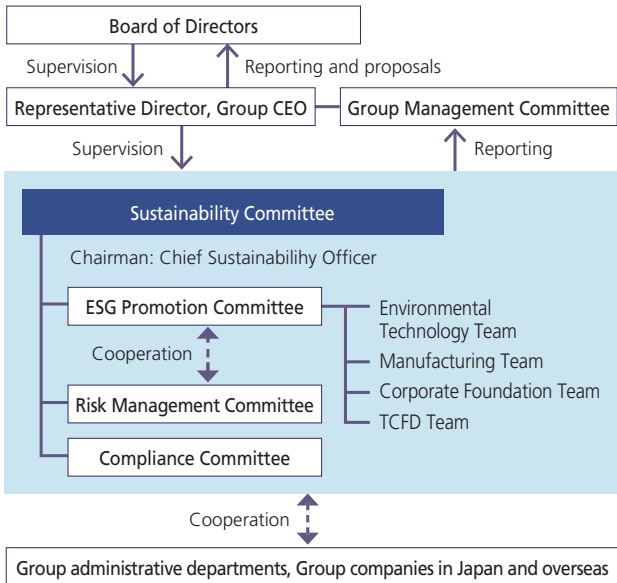 Board of Directors
Supervision
Reporting and proposals
Representative Director, Group CEO
Group Management Committee
Supervision
Reporting
Sustainability Committee
Chairman: Chief Sustainabilihy Officer
ESG Promotion Committee
Environmental
Technology Team
Cooperation
Manufacturing Team
Risk Management Committee
Corporate Foundation Team
TCFD Team
Compliance Committee
Cooperation
Group administrative departments, Group companies in Japan and overseas